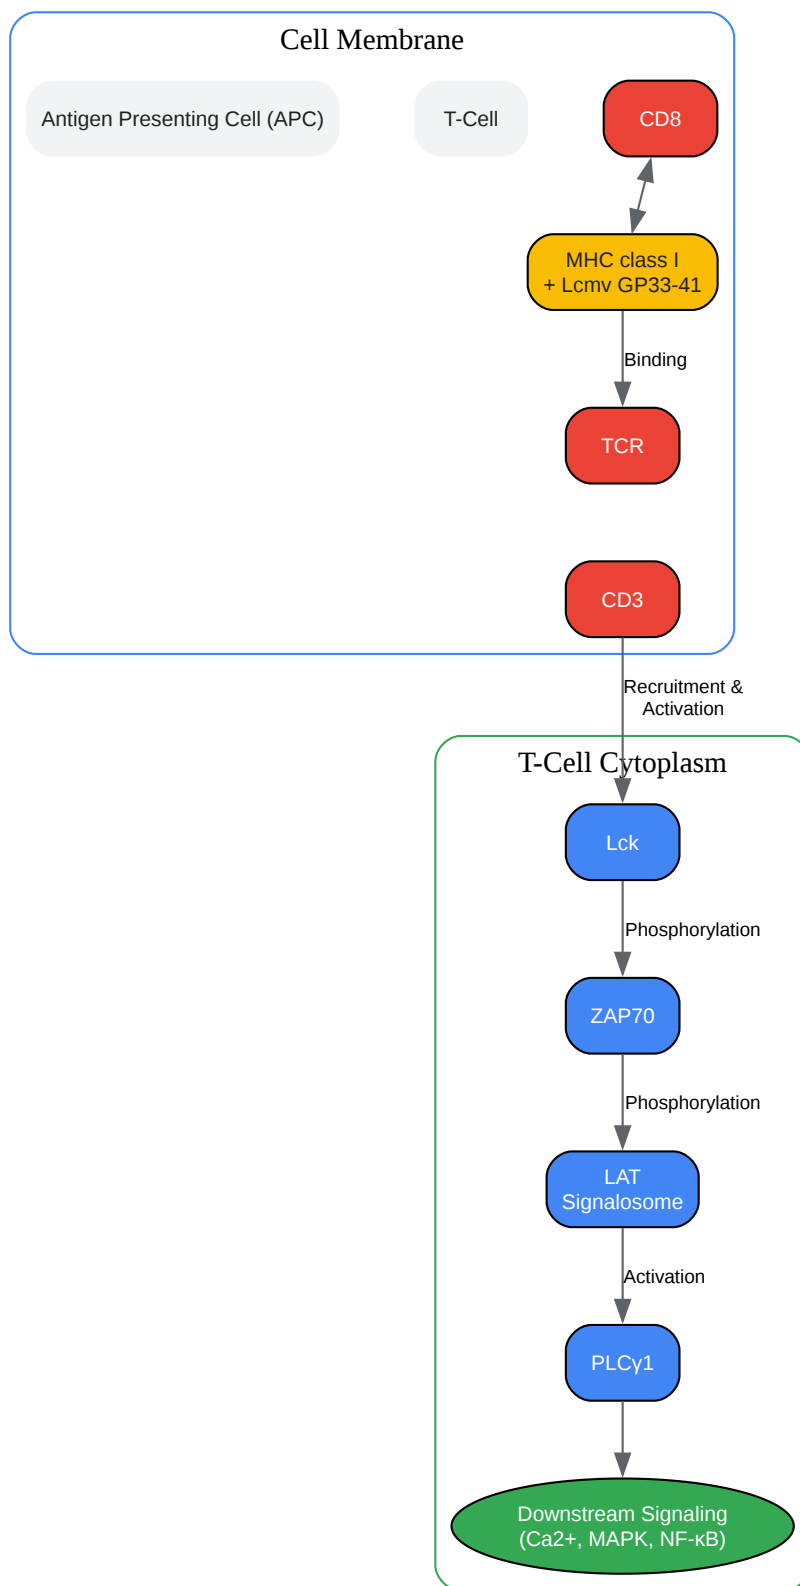 Cell Membrane
Antigen Presenting Cell (APC)
T-Cell
CD8
MHC class I
+ Lcmv GP33-41
Binding
TCR
CD3
Recruitment &
Activation
T-Cell Cytoplasm
Lck
Phosphorylation
ZAP70
Phosphorylation
LAT
Signalosome
Activation
PLCγ1
Downstream Signaling
(Ca2+, MAPK, NF-κB)